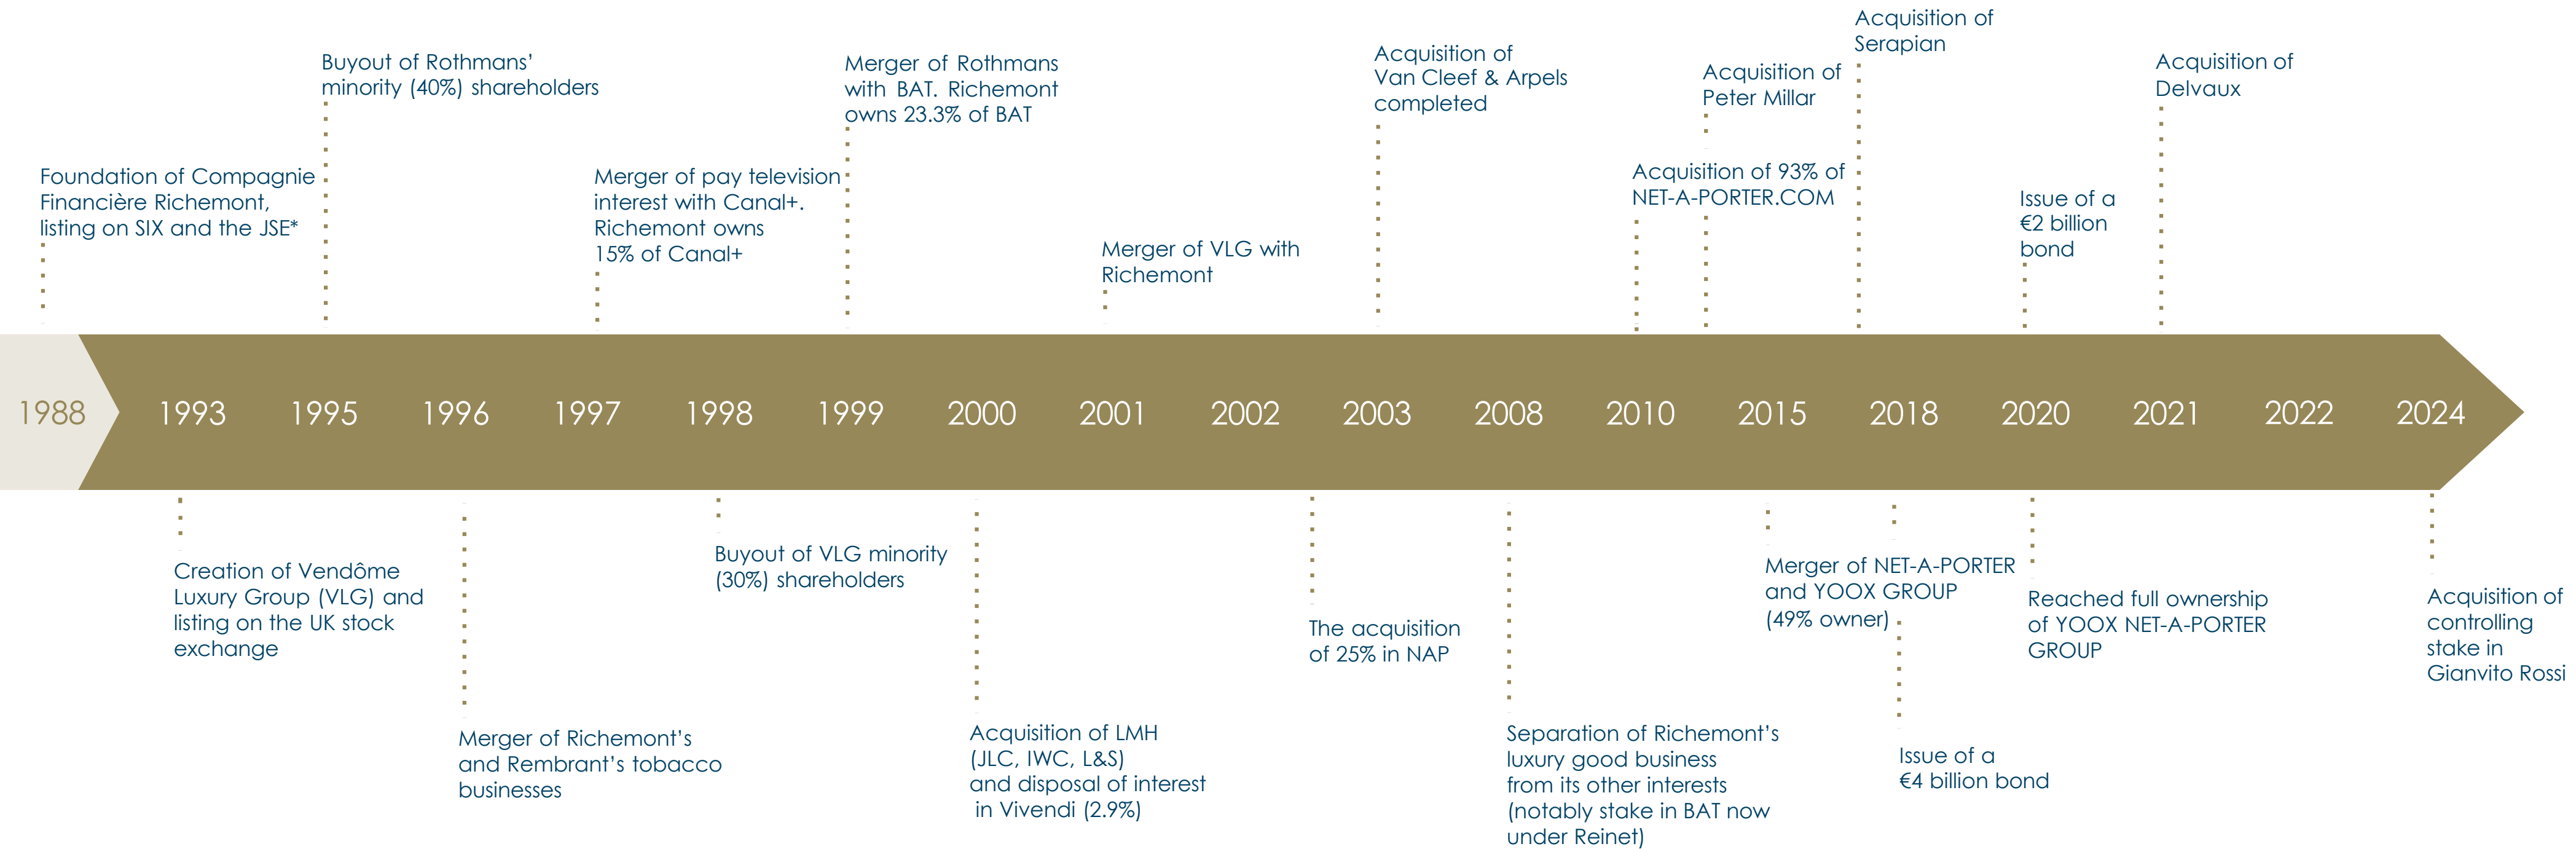 Foundation of Compagnie
Financière Richemont,
listing on SIX and the JSE*
Buyout of Rothmans’
minority (40%) shareholders
Merger of pay television
interest with Canal+.
Richemont owns
15% of Canal+
Merger of Rothmans
with BAT. Richemont
owns 23.3% of BAT
Merger of VLG with
Richemont
Acquisition of
Van Cleef & Arpels
completed
Acquisition of 93% of
NET-A-PORTER.COM
Acquisition of
Peter Millar
Acquisition of
Serapian
Issue of a
€2 billion
bond
Acquisition of
Delvaux
1988 1993 1995 1996 1997 1998 1999 2000 2001 2002 2003 2008 2010 2015 2018 2020 2021 2022 2024
Creation of Vendôme
Luxury Group (VLG) and
listing on the UK stock
exchange
Merger of Richemont’s
and Rembrant’s tobacco
businesses
Buyout of VLG minority
(30%) shareholders
Acquisition of LMH
(JLC, IWC, L&S)
and disposal of interest
in Vivendi (2.9%)
The acquisition
of 25% in NAP
Separation of Richemont’s
luxury good business
from its other interests
(notably stake in BAT now
under Reinet)
Merger of NET-A-PORTER
and YOOX GROUP
(49% owner)
Issue of a
€4 billion bond
Reached full ownership
of YOOX NET-A-PORTER
GROUP
Acquisition of
controlling
stake in
Gianvito Rossi